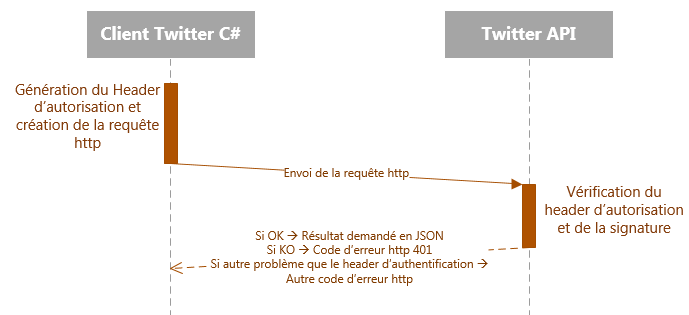 Client Twitter C#
Twitter API
Génération du Header
d'autorisation et
création de la requête
http
Envoi de la requête http
Vérification du
header d'autorisation
et de la signature
Si OK → Résultat demandé en JSON
Si KO → Code d'erreur http 401
Si autre problème que le header d'authentification →
Autre code d'erreur http